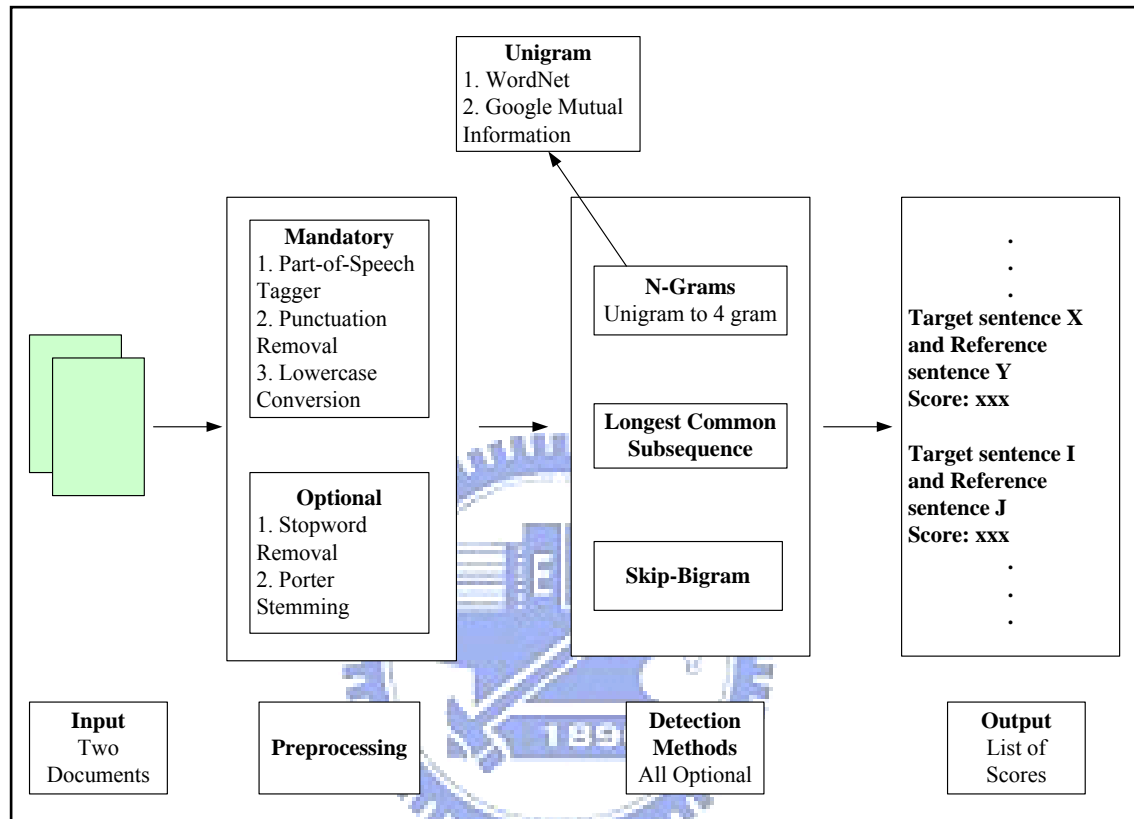 Unigram
1. WordNet
2. Google Mutual
Information
Mandatory
1. Part-of-Speech
Tagger
2. Punctuation
Removal
3. Lowercase
Conversion
Optional
1. Stopword
Removal
2. Porter
Stemming
N-Grams
Unigram to 4 gram
Longest Common
Subsequence
Skip-Bigram
.
.
.
Target sentence X
and Reference
sentence Y
Score: xxx
Target sentence I
and Reference
sentence J
Score: xxx
.
.
.
Input
Two
Documents
Preprocessing
Detection
Methods
All Optional
Output
List of
Scores